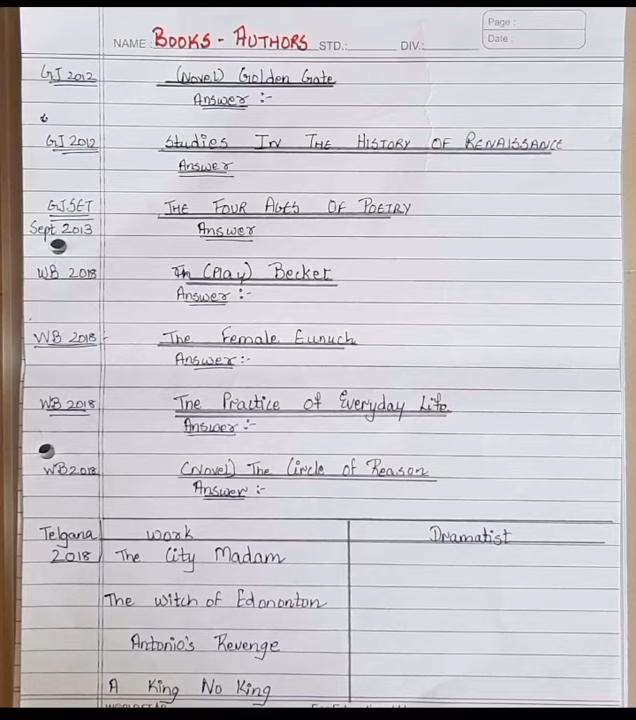 Page :
Date :
NAME : BOOKS - AUTHORS STD.: DIV.:
GJ 2012 (Novel) Golden Gate
Answer :-
GJ 2012 Studies IN THE HISTORY OF RENAISSANCE
Answer
GJ.SET THE FOUR AGES OF POETRY
Sept 2013 Answer
WB 2018 (Play) Becket
Answer :-
WB 2018 :- The Female Eunuch
Answer :-
WB 2018 The Practice of Everyday Life
Answer :-
WB 2018 (Novel) The Circle of Reason
Answer :-
Telgana work Dramatist
2018 The City Madam
The witch of Edononton
Antonio's Revenge
A King No King